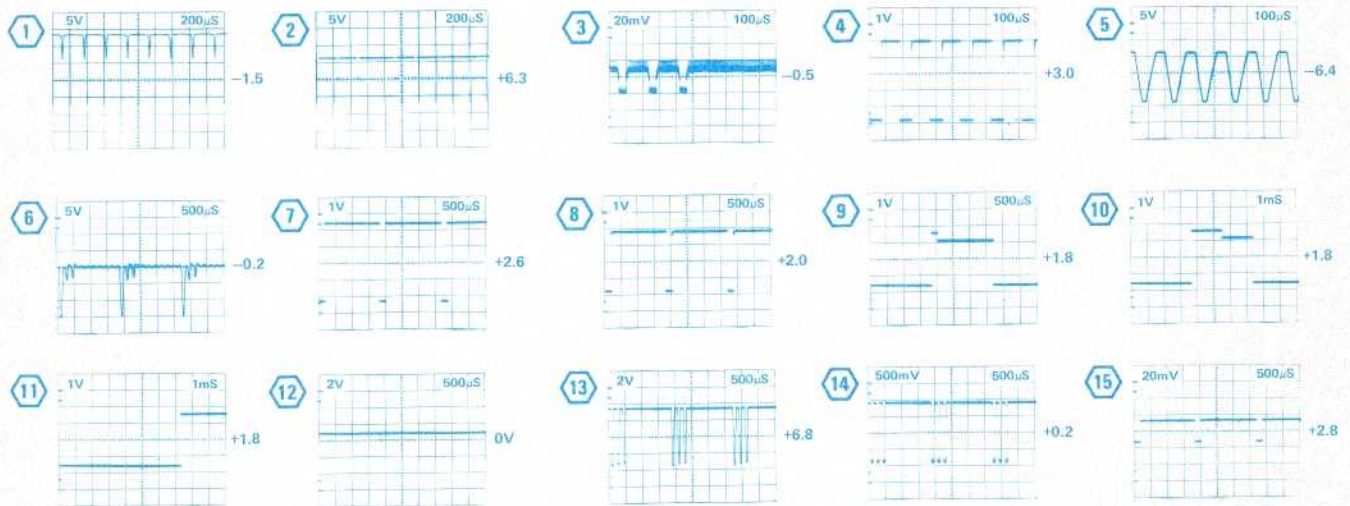 1 5V 200μS −1.5
2 5V 200μS +6.3
3 20mV 100μS −0.5
4 1V 100μS +3.0
5 5V 100μS −6.4
6 5V 500μS −0.2
7 1V 500μS +2.6
8 1V 500μS +2.0
9 1V 500μS +1.8
10 1V 1mS +1.8
11 1V 1mS +1.8
12 2V 500μS 0V
13 2V 500μS +6.8
14 500mV 500μS +0.2
15 20mV 500μS +2.8